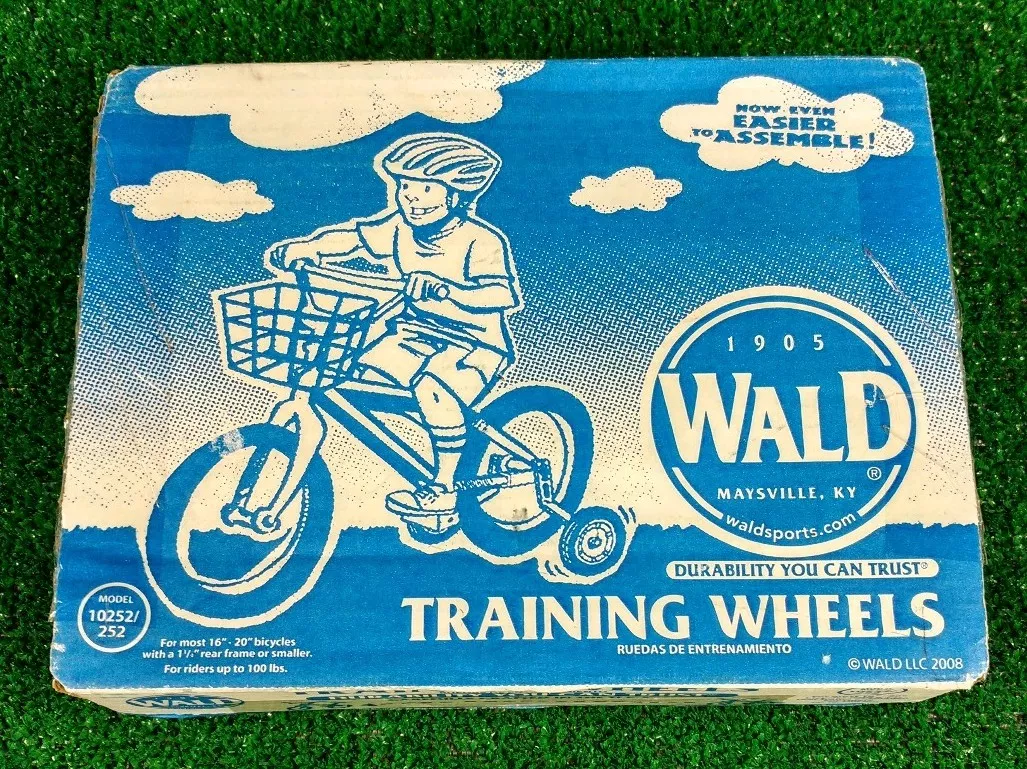 NOW EVEN
EASIER
TO ASSEMBLE!
1905
WALD
®
MAYSVILLE, KY
waldsports.com
DURABILITY YOU CAN TRUST®
TRAINING WHEELS
RUEDAS DE ENTRENAMIENTO
© WALD LLC 2008
MODEL
10252/
252
For most 16" - 20" bicycles
with a rear frame or smaller.
For riders up to 100 lbs.
WALD